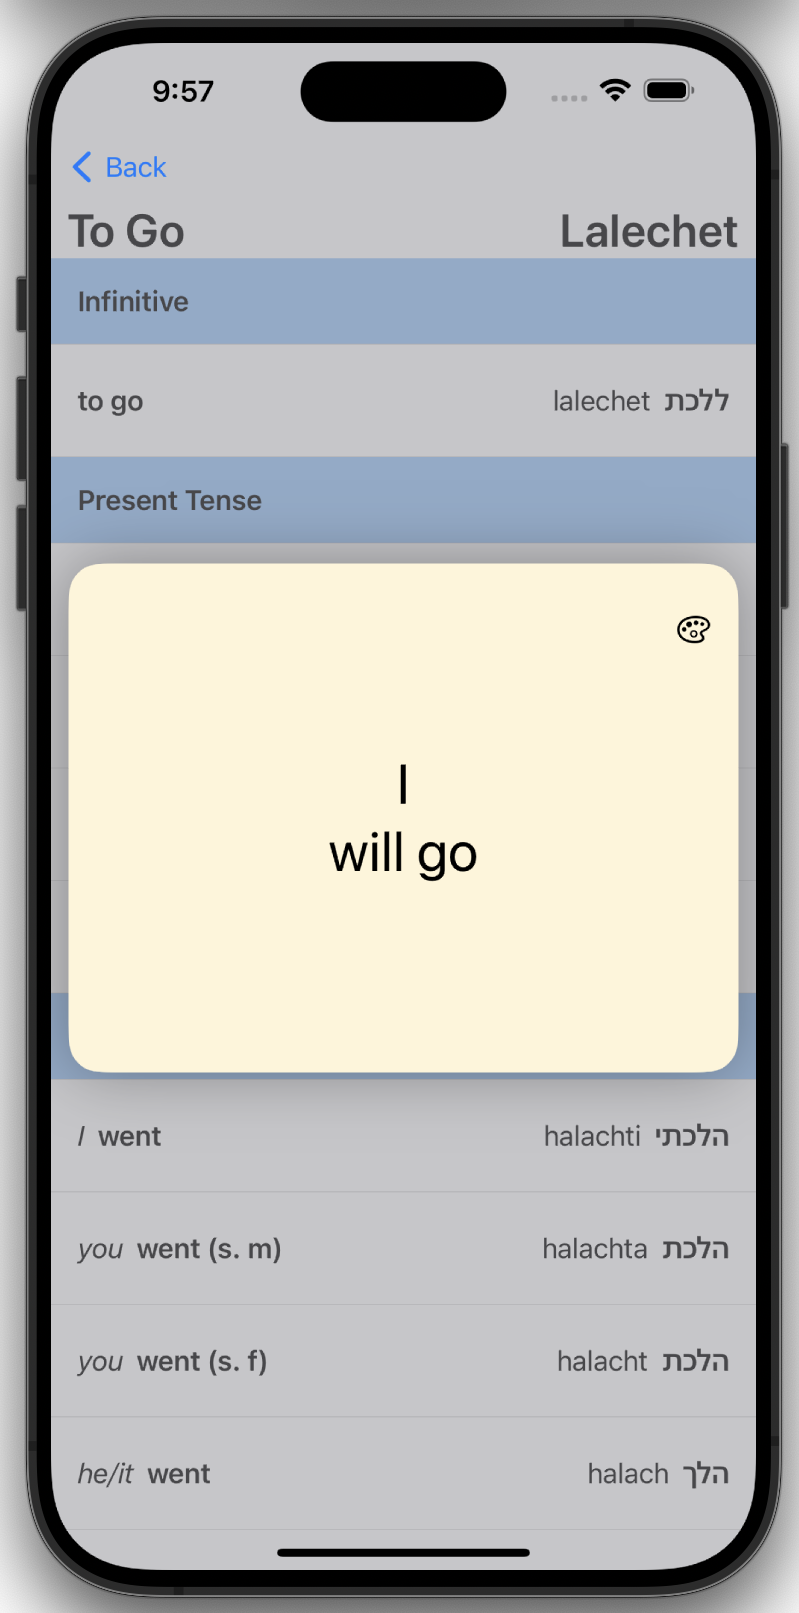 9:57
Back
To Go Lalechet
Infinitive
to go lalechet ללכת
Present Tense
I
will go
I went halachti הלכתי
you went (s. m) halachta הלכת
you went (s. f) halacht הלכת
he/it went halach הלך